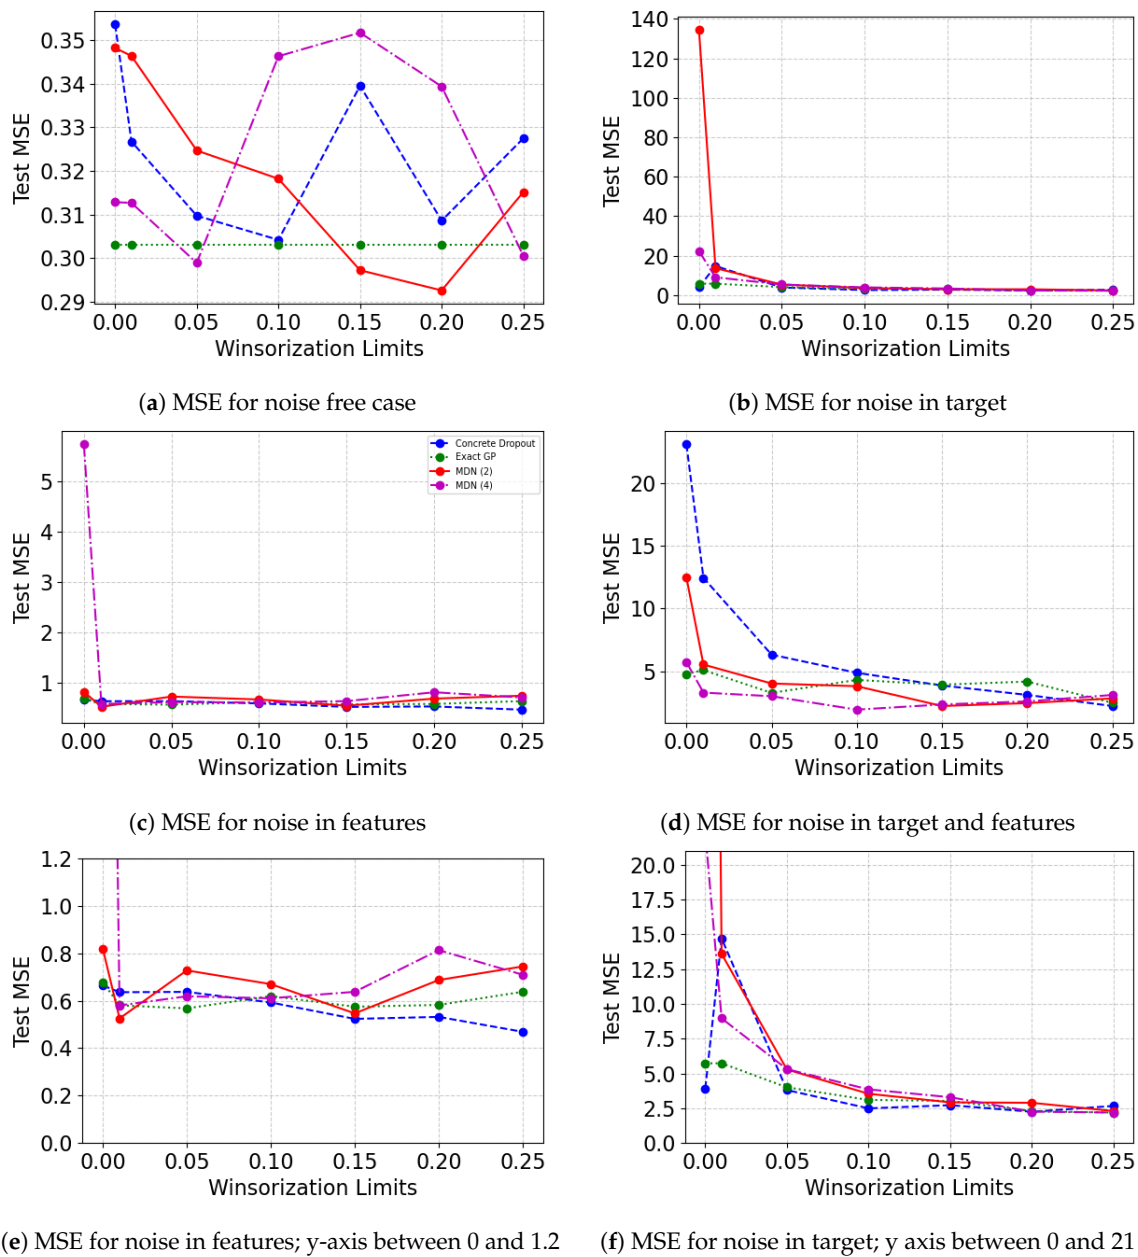 0.35
0.34
0.33
0.32
0.31
0.30
0.29
Test MSE
0.00 0.05 0.10 0.15 0.20 0.25
Winsorization Limits
(a) MSE for noise free case
140
120
100
80
60
40
20
0
Test MSE
0.00 0.05 0.10 0.15 0.20 0.25
Winsorization Limits
(b) MSE for noise in target
5
4
3
2
1
Test MSE
Concrete Dropout
Exact GP
MDN (2)
MDN (4)
0.00 0.05 0.10 0.15 0.20 0.25
Winsorization Limits
(c) MSE for noise in features
20
15
10
5
Test MSE
0.00 0.05 0.10 0.15 0.20 0.25
Winsorization Limits
(d) MSE for noise in target and features
1.2
1.0
0.8
0.6
0.4
0.2
0.0
Test MSE
0.00 0.05 0.10 0.15 0.20 0.25
Winsorization Limits
(e) MSE for noise in features; y-axis between 0 and 1.2
20.0
17.5
15.0
12.5
10.0
7.5
5.0
2.5
0.0
Test MSE
0.00 0.05 0.10 0.15 0.20 0.25
Winsorization Limits
(f) MSE for noise in target; y axis between 0 and 21